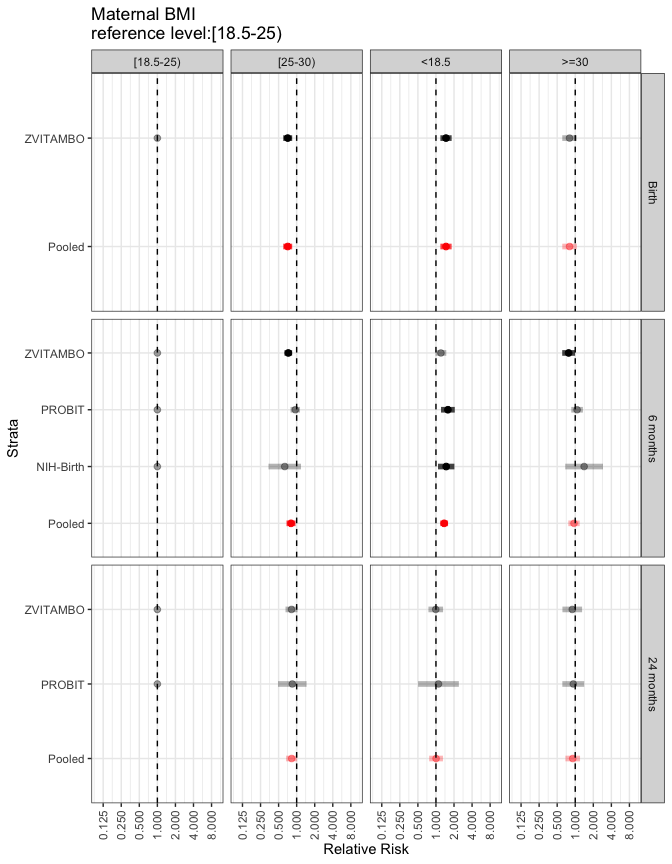 Maternal BMI
reference level:[18.5-25)
[18.5-25)
[25-30)
<18.5
>=30
ZVITAMBO
Pooled
Birth
Strata
ZVITAMBO
PROBIT
NIH-Birth
Pooled
6 months
ZVITAMBO
PROBIT
Pooled
24 months
0.125 0.250 0.500 1.000 2.000 4.000 8.000
0.125 0.250 0.500 1.000 2.000 4.000 8.000
0.125 0.250 0.500 1.000 2.000 4.000 8.000
0.125 0.250 0.500 1.000 2.000 4.000 8.000
Relative Risk